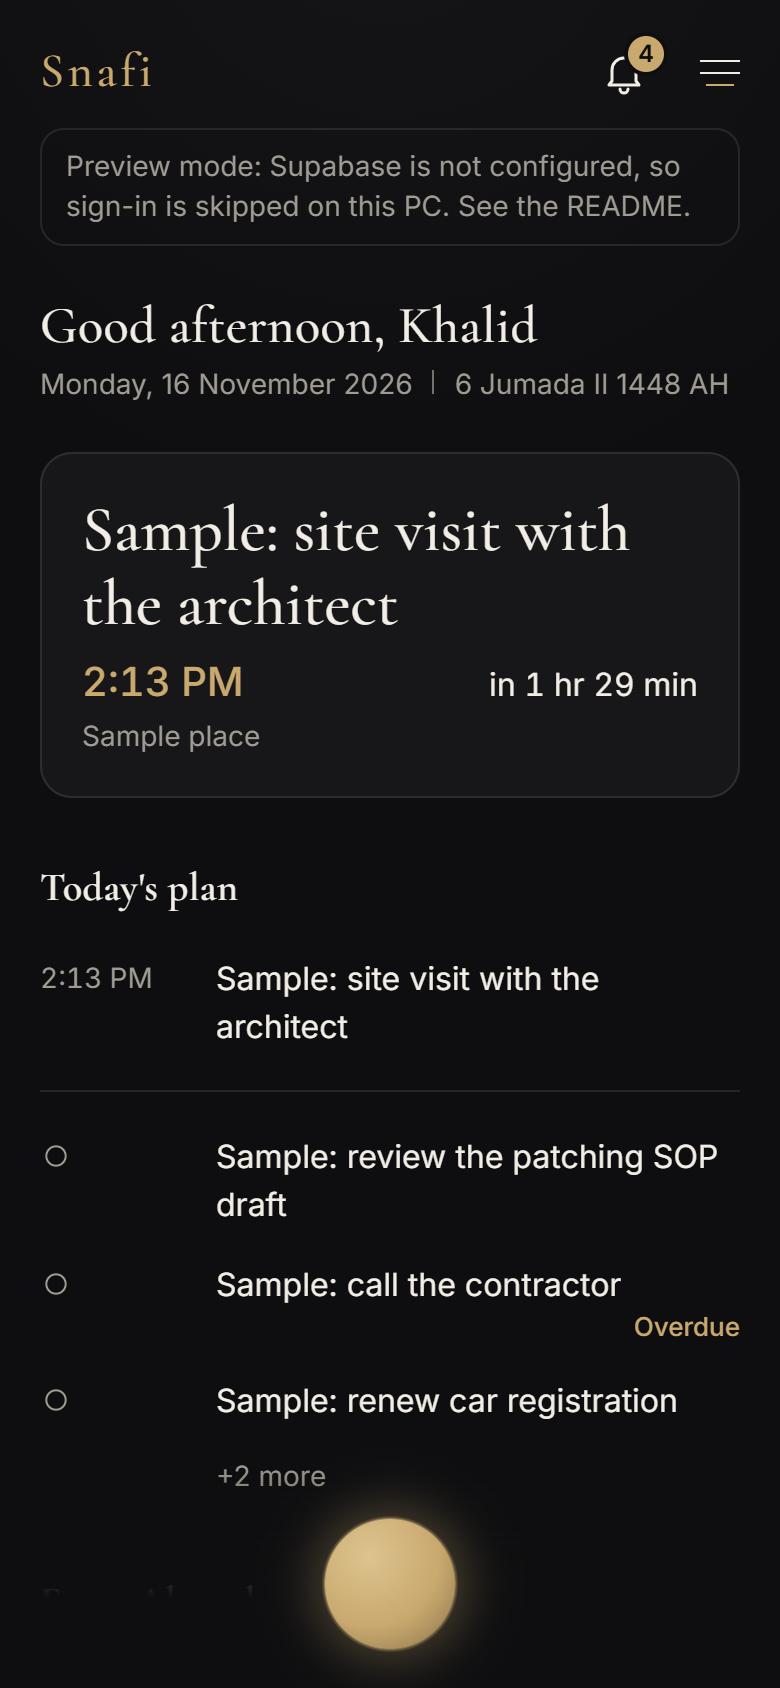 Snafi
4
Preview mode: Supabase is not configured, so
sign-in is skipped on this PC. See the README.
Good afternoon, Khalid
Monday, 16 November 2026 | 6 Jumada II 1448 AH
Sample: site visit with
the architect
2:13 PM in 1 hr 29 min
Sample place
Today's plan
2:13 PM Sample: site visit with the
architect
Sample: review the patching SOP
draft
Sample: call the contractor
Overdue
Sample: renew car registration
+2 more